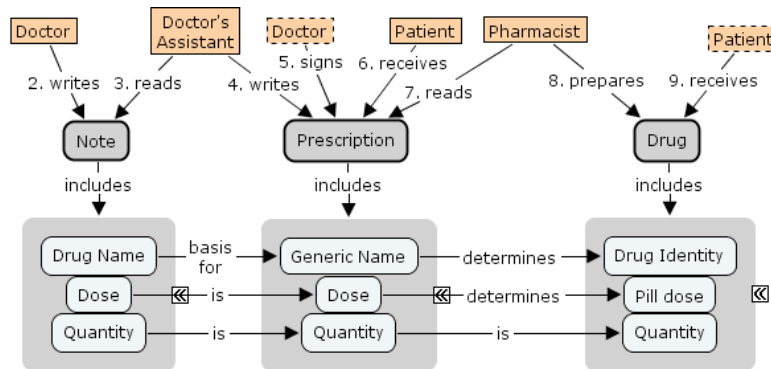 Doctor
Doctor's
Assistant
Doctor
Patient
Pharmacist
Patient
2. writes
3. reads
4. writes
5. signs
6. receives
7. reads
8. prepares
9. receives
Note
Prescription
Drug
includes
includes
includes
Drug Name
basis
for
Generic Name
determines
Drug Identity
Dose
is
Dose
determines
Pill dose
Quantity
is
Quantity
is
Quantity